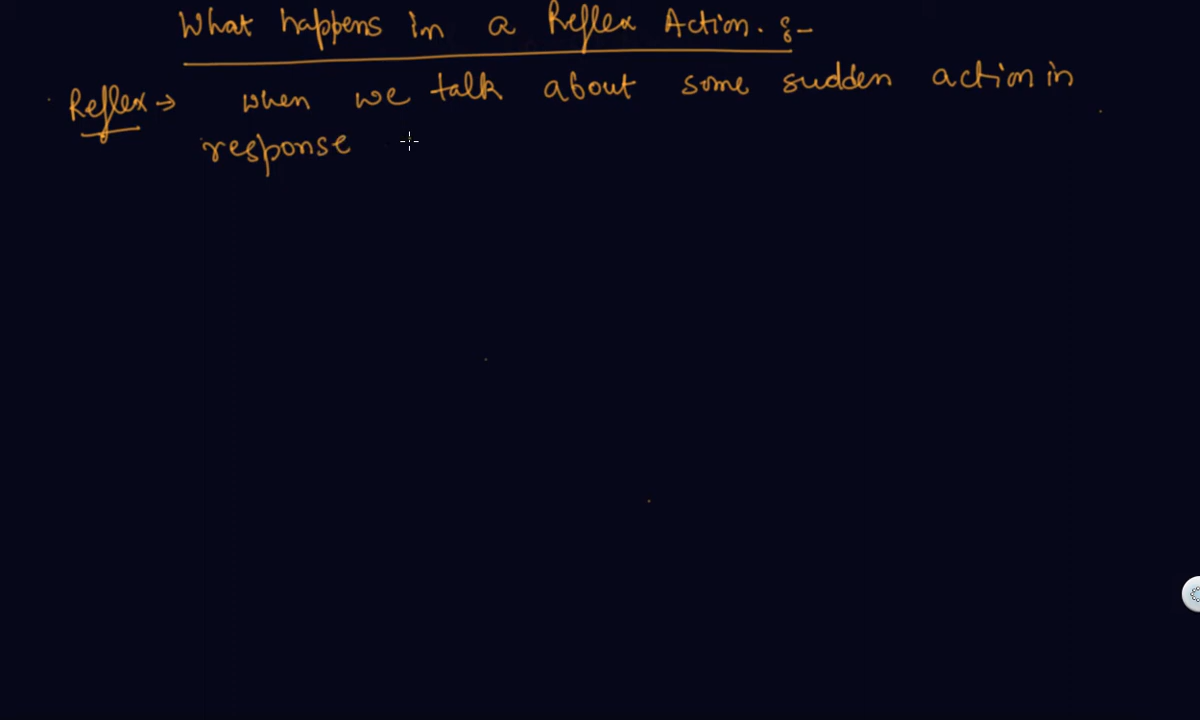 What happens in a Reflex Action. :-
Reflex → when we talk about some sudden action in
response